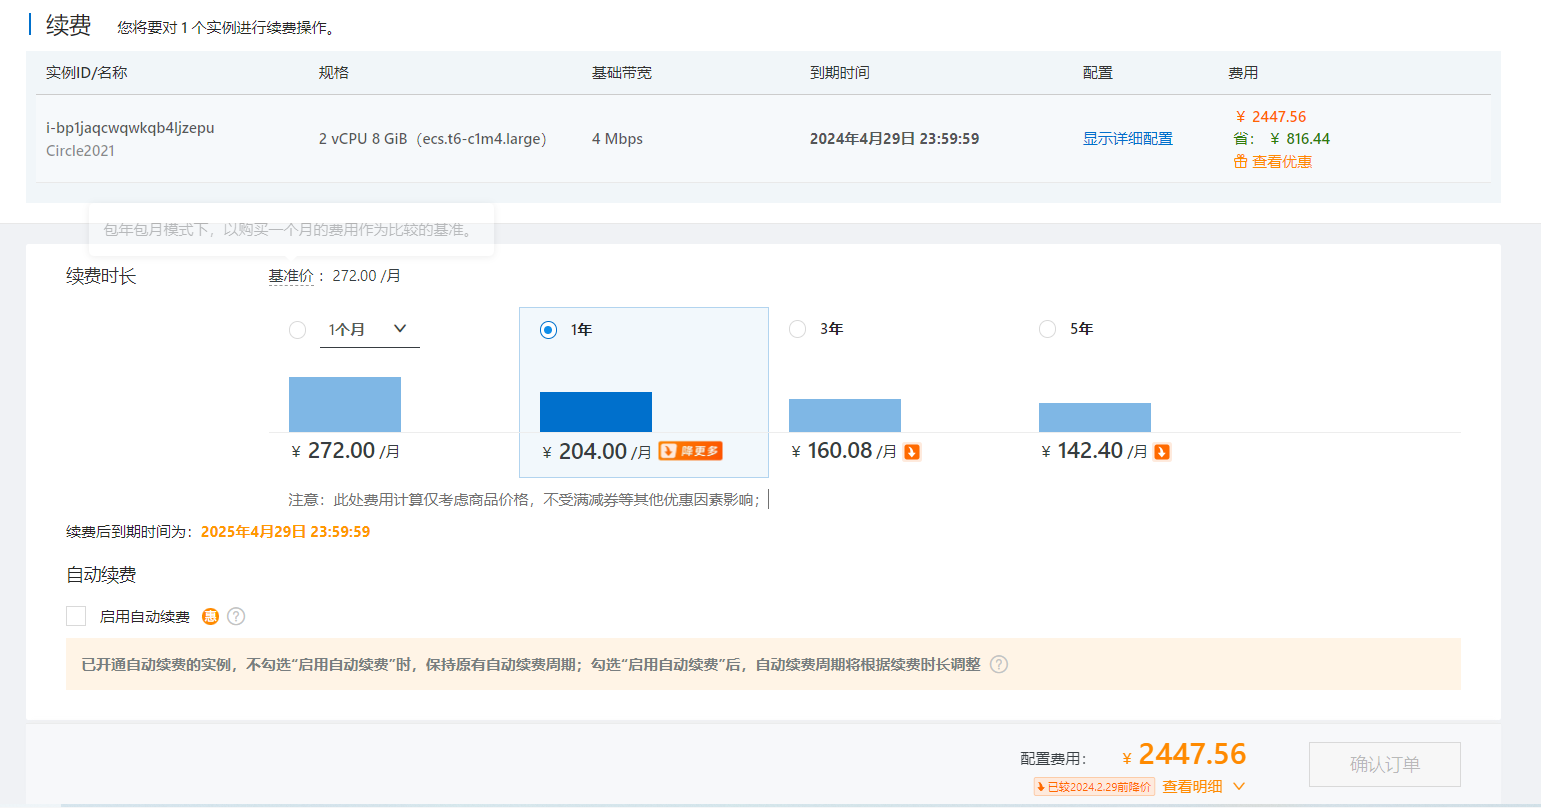 续费 您将要对 1 个实例进行续费操作。
实例ID/名称 规格 基础带宽 到期时间 配置 费用
i-bp1jaqcwqwkqb4ljzepu
Circle2021
2 vCPU 8 GiB（ecs.t6-c1m4.large） 4 Mbps 2024年4月29日 23:59:59 显示详细配置
¥ 2447.56
省： ¥ 816.44
查看优惠
包年包月模式下，以购买一个月的费用作为比较的基准。
续费时长 基准价： 272.00 /月
1个月 1年 3年 5年
¥ 272.00 /月 ¥ 204.00 /月 降更多 ¥ 160.08 /月 ¥ 142.40 /月
注意：此处费用计算仅考虑商品价格，不受满减券等其他优惠因素影响；
续费后到期时间为： 2025年4月29日 23:59:59
自动续费
启用自动续费 惠 ?
已开通自动续费的实例，不勾选“启用自动续费”时，保持原有自动续费周期；勾选“启用自动续费”后，自动续费周期将根据续费时长调整 ?
配置费用： ¥ 2447.56 确认订单
已较2024.2.29前降价 查看明细